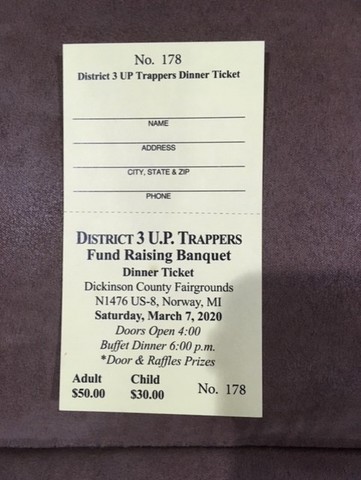 No. 178
District 3 UP Trappers Dinner Ticket
NAME
ADDRESS
CITY, STATE & ZIP
PHONE
DISTRICT 3 U.P. TRAPPERS
Fund Raising Banquet
Dinner Ticket
Dickinson County Fairgrounds
N1476 US-8, Norway, MI
Saturday, March 7, 2020
Doors Open 4:00
Buffet Dinner 6:00 p.m.
*Door & Raffles Prizes
Adult Child
$50.00 $30.00 No. 178